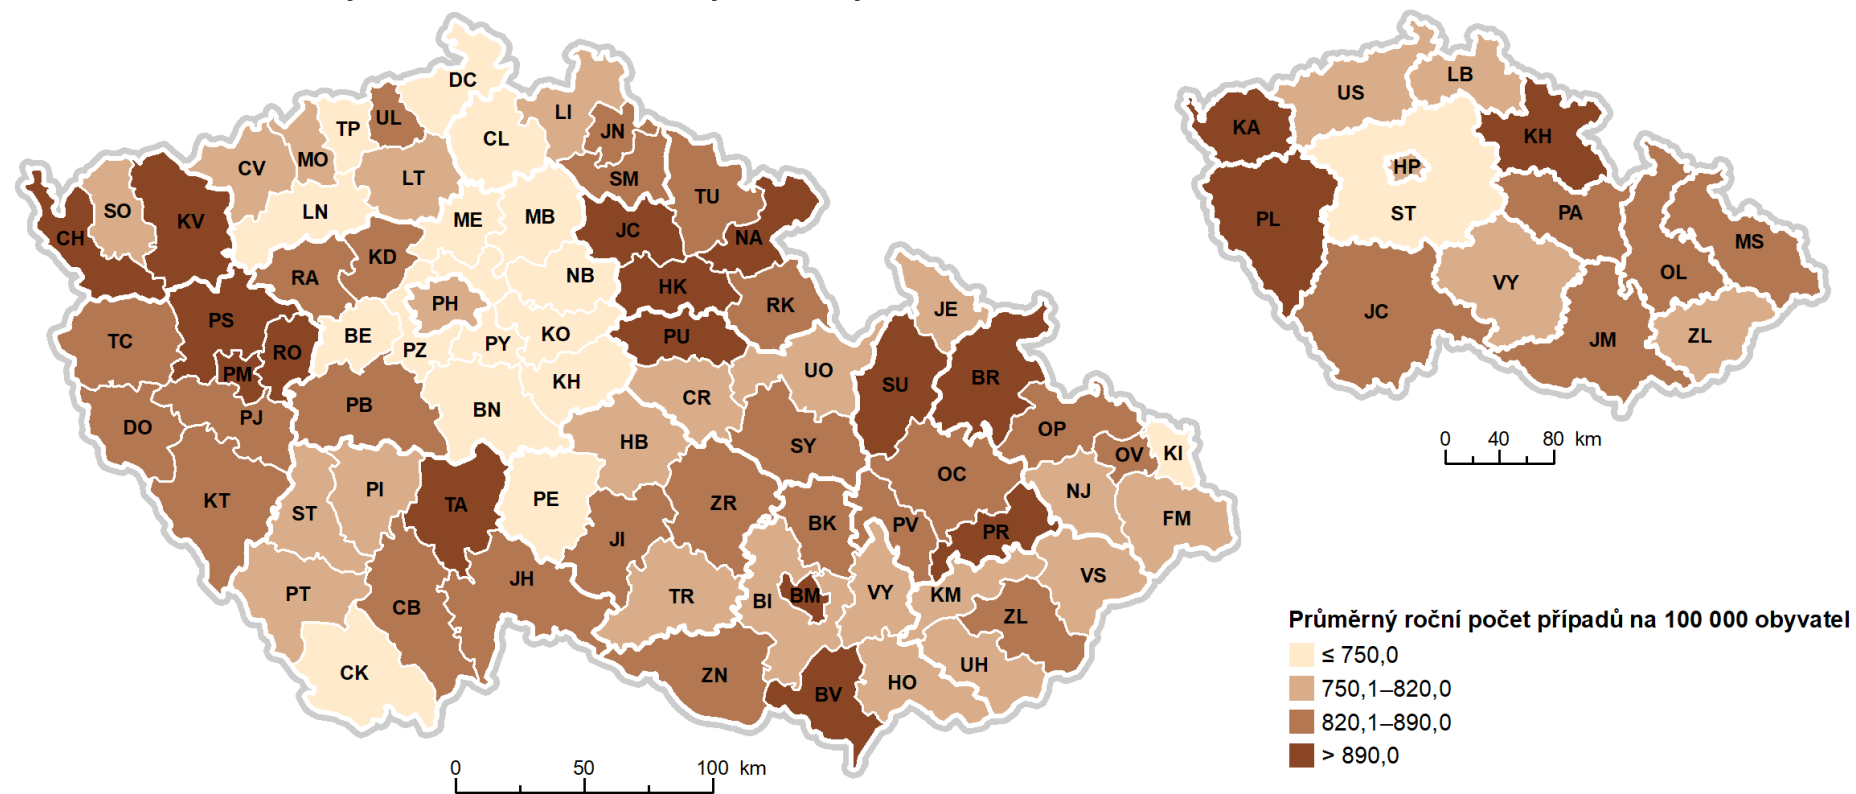 DC
TP
UL
LI
JN
CL
MO
CV
LT
SM
SO
LN
TU
KV
ME
MB
CH
JC
NA
KD
RA
NB
HK
PH
RK
JE
PS
TC
BE
PZ
PY
KO
PU
RO
PM
UO
SU
BR
KH
PB
CR
BN
PJ
DO
HB
SY
OP
OV
KI
OC
NJ
KT
ST
PI
TA
PE
ZR
BK
PV
PR
FM
JI
JH
VS
PT
CB
TR
BI
BM
VY
KM
ZL
CK
ZN
BV
HO
UH
0 50 100 km
US
LB
KA
KH
HP
PL
ST
PA
MS
VY
OL
JC
JM
ZL
0 40 80 km
Průměrný roční počet případů na 100 000 obyvatel
≤ 750,0
750,1–820,0
820,1–890,0
> 890,0